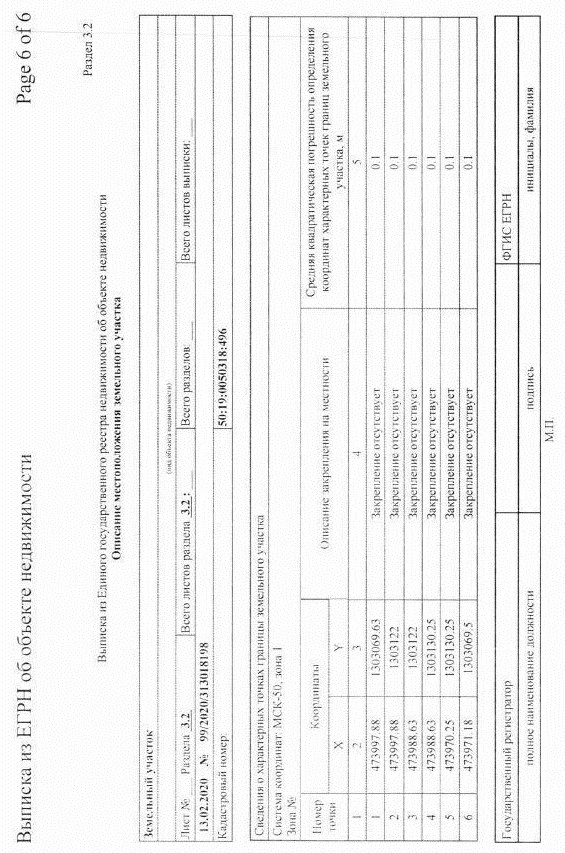 Выписка из ЕГРН об объекте недвижимости Page 6 of 6
Раздел 3.2
Выписка из Единого государственного реестра недвижимости об объекте недвижимости
Описание местоположения земельного участка
Земельный участок
(вид объекта недвижимости)
Лист № Раздела 3.2 Всего листов раздела 3.2 : Всего разделов: Всего листов выписки:
13.02.2020 № 99/2020/313018198
Кадастровый номер 50:19:0050318:496
Сведения о характерных точках границы земельного участка
Система координат: МСК-50, зона 1
Зона №
Номер точки Координаты Описание закрепления на местности Средняя квадратическая погрешность определения координат характерных точек границ земельного участка, м
X Y
1 2 3 4 5
1 473997.88 1303069.63 Закрепление отсутствует 0.1
2 473997.88 1303122 Закрепление отсутствует 0.1
3 473988.63 1303122 Закрепление отсутствует 0.1
4 473988.63 1303130.25 Закрепление отсутствует 0.1
5 473970.25 1303130.25 Закрепление отсутствует 0.1
6 473971.18 1303069.5 Закрепление отсутствует 0.1
Государственный регистратор ФГИС ЕГРН
полное наименование должности подпись инициалы, фамилия
М.П.